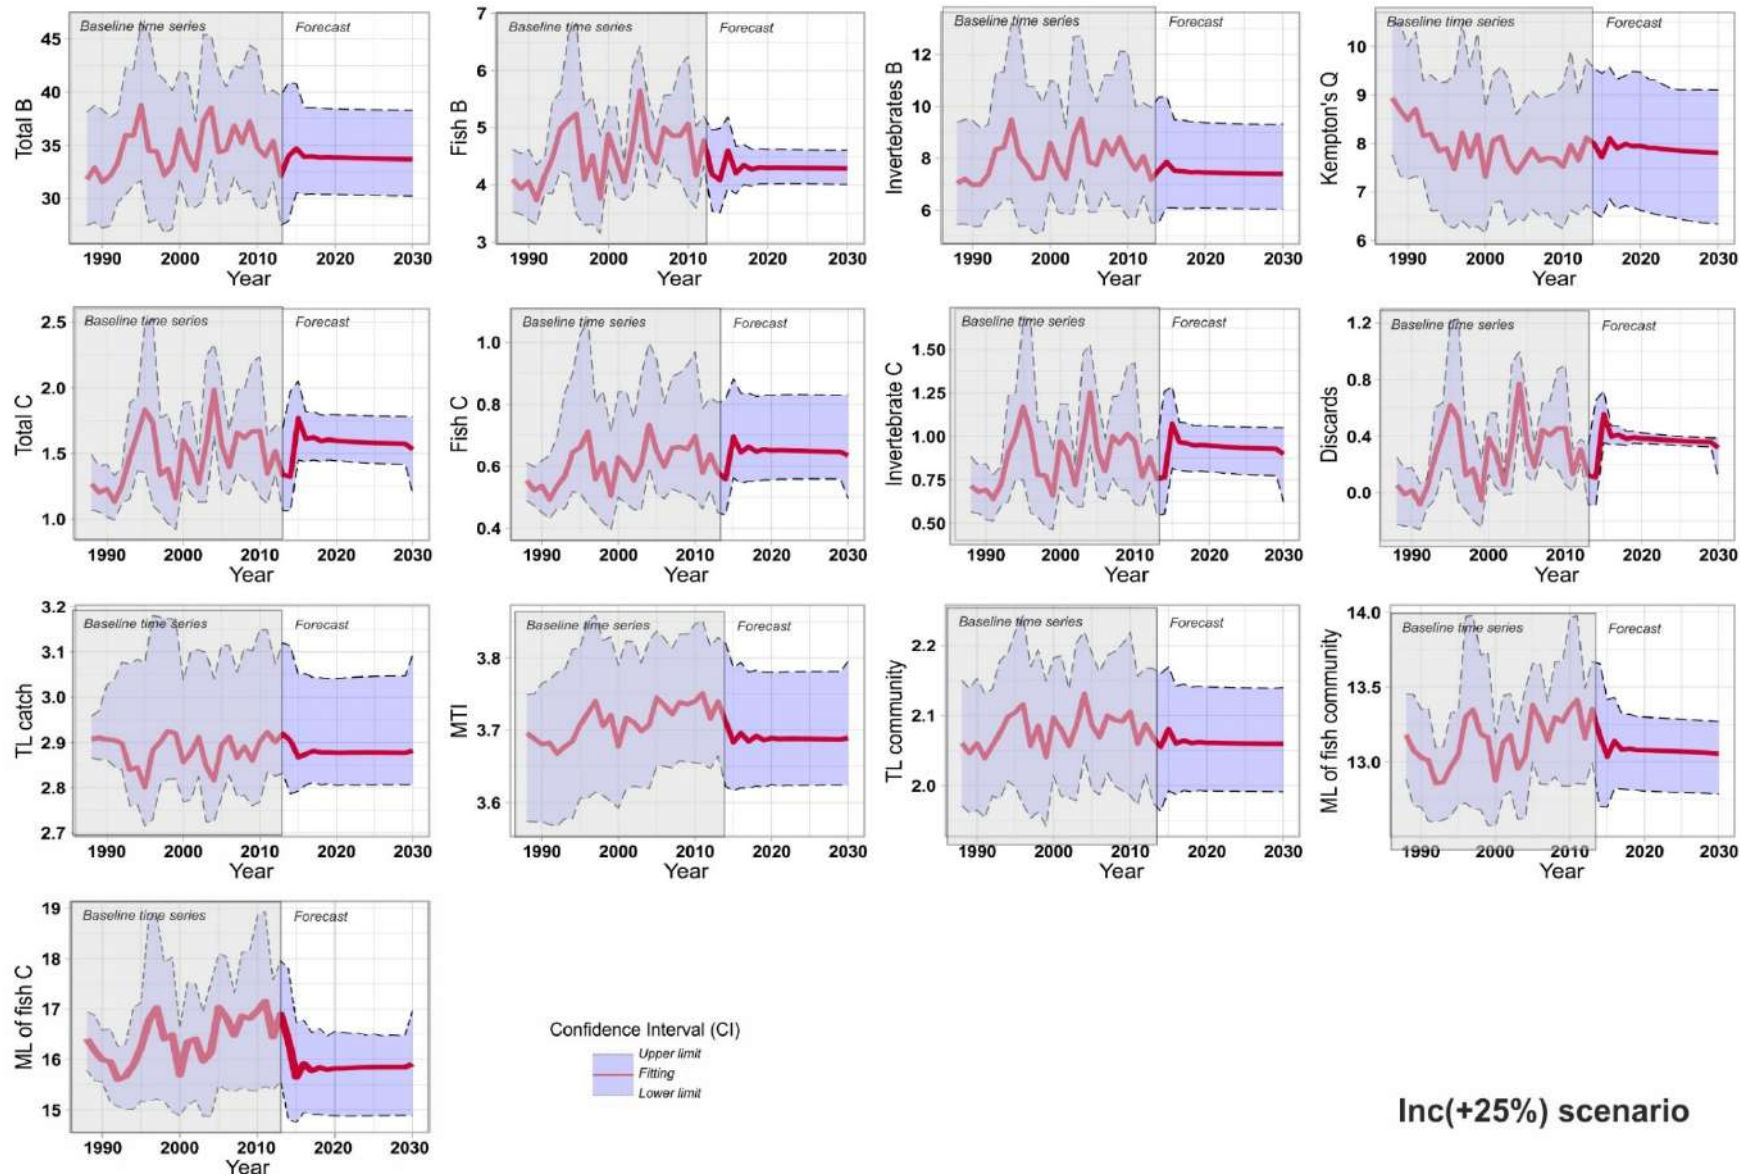 Baseline time series Forecast
45
40
35
30
Total B
1990 2000 2010 2020 2030
Year
Baseline time series Forecast
7
6
5
4
3
Fish B
1990 2000 2010 2020 2030
Year
Baseline time series Forecast
12
10
8
6
Invertebrates B
1990 2000 2010 2020 2030
Year
Baseline time series Forecast
10
9
8
7
6
Kempton's Q
1990 2000 2010 2020 2030
Year
Baseline time series Forecast
2.5
2.0
1.5
1.0
Total C
1990 2000 2010 2020 2030
Year
Baseline time series Forecast
1.0
0.8
0.6
0.4
Fish C
1990 2000 2010 2020 2030
Year
Baseline time series Forecast
1.50
1.25
1.00
0.75
0.50
Invertebrate C
1990 2000 2010 2020 2030
Year
Baseline time series Forecast
1.2
0.8
0.4
0.0
Discards
1990 2000 2010 2020 2030
Year
Baseline time series Forecast
3.2
3.1
3.0
2.9
2.8
2.7
TL catch
1990 2000 2010 2020 2030
Year
Baseline time series Forecast
3.8
3.7
3.6
MTI
1990 2000 2010 2020 2030
Year
Baseline time series Forecast
2.2
2.1
2.0
TL community
1990 2000 2010 2020 2030
Year
Baseline time series Forecast
14.0
13.5
13.0
ML of fish community
1990 2000 2010 2020 2030
Year
Baseline time series Forecast
19
18
17
16
15
ML of fish C
1990 2000 2010 2020 2030
Year
Confidence Interval (CI)
Upper limit
Fitting
Lower limit
Inc(+25%) scenario